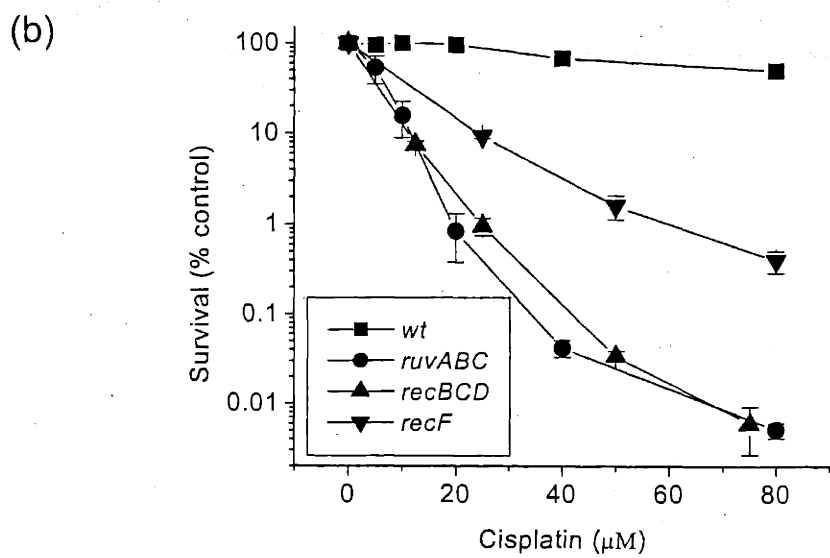 (b)
100
10
1
0.1
0.01
Survival (% control)
wt
ruvABC
recBCD
recF
0 20 40 60 80
Cisplatin (μM)